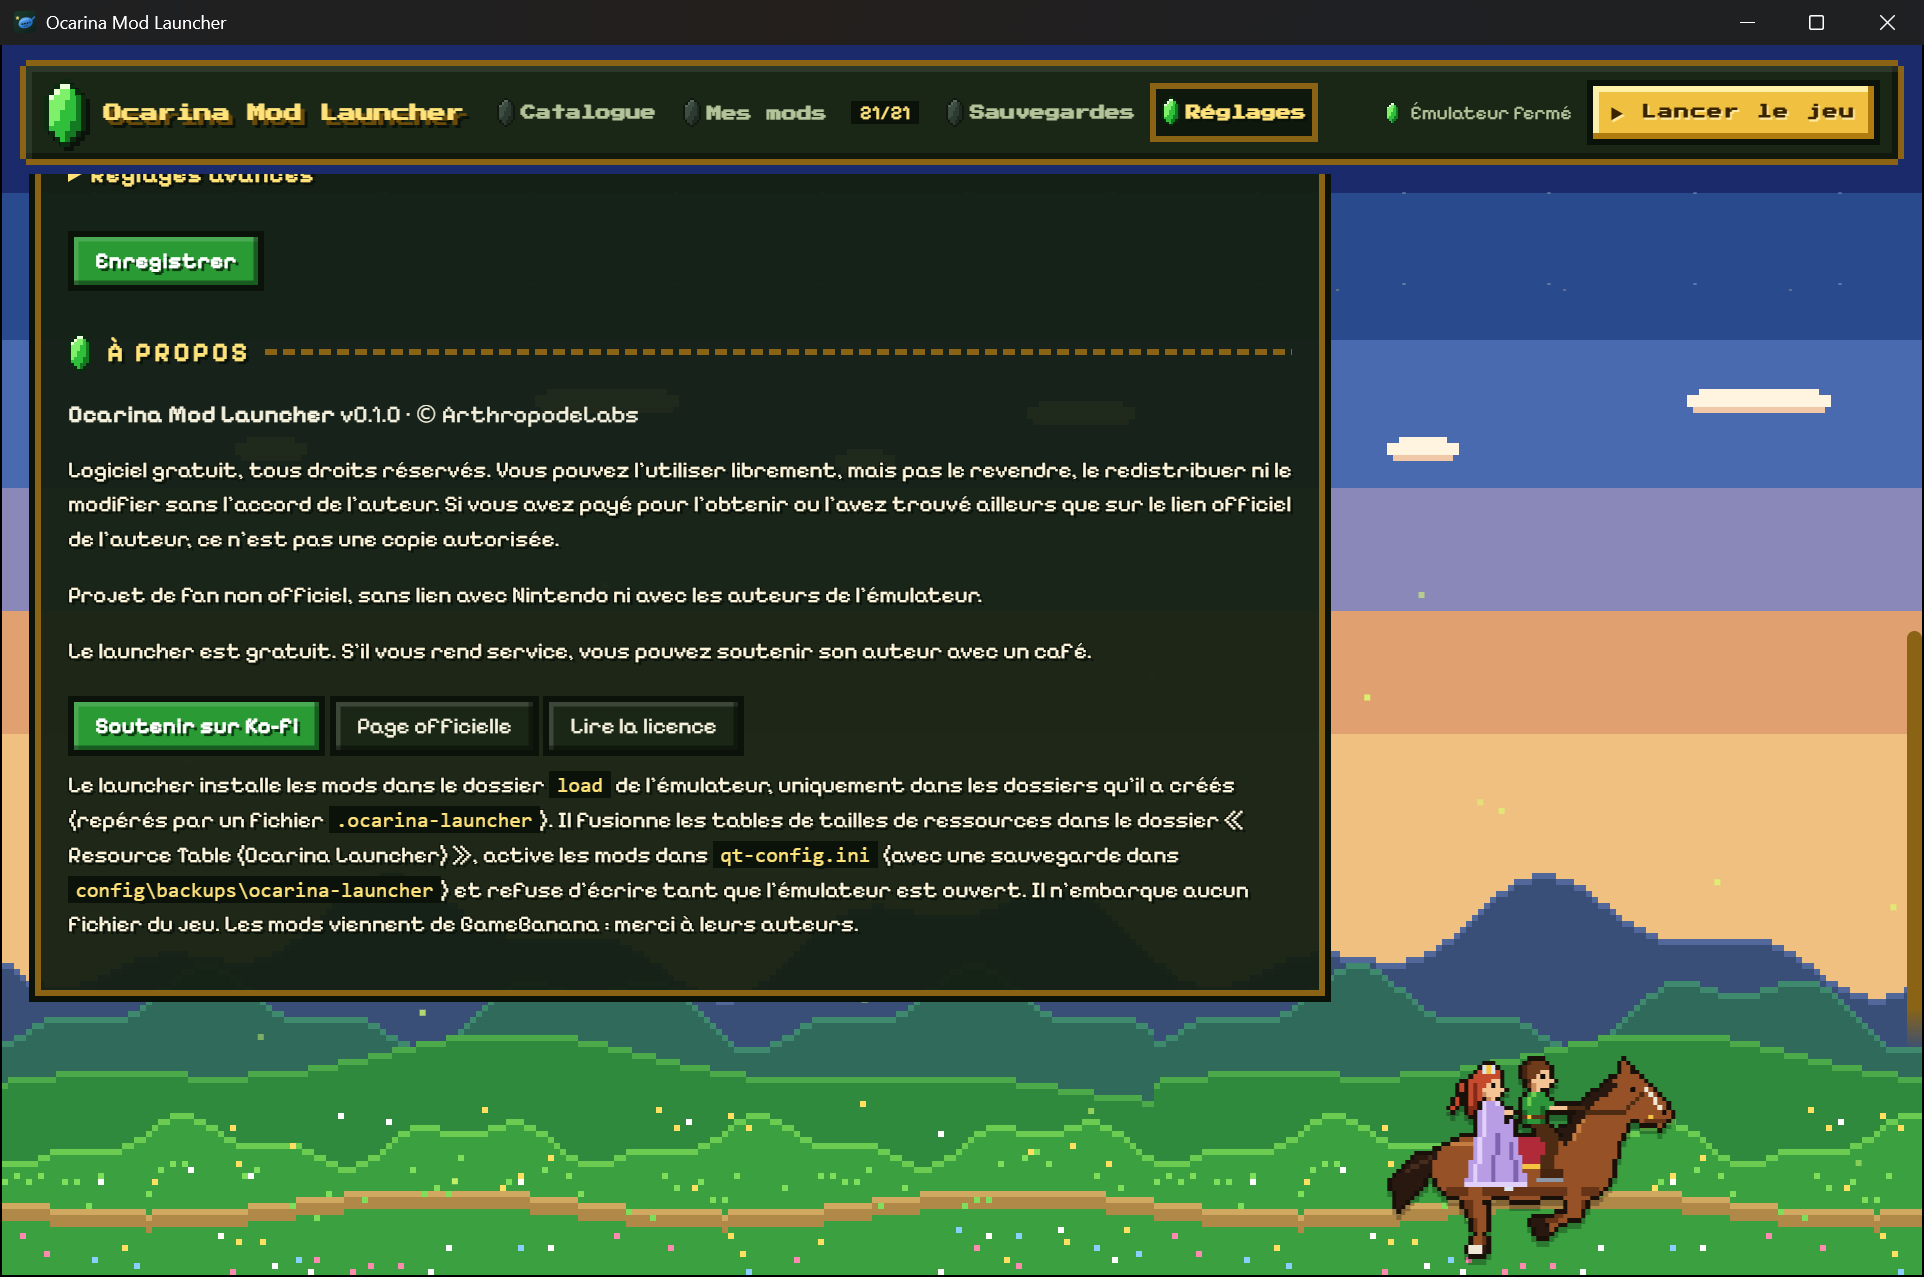 Ocarina Mod Launcher
Ocarina Mod Launcher
Catalogue
Mes mods
21/21
Sauvegardes
Réglages
Émulateur fermé
► Lancer le jeu
▶ Réglages avancés
Enregistrer
À PROPOS
Ocarina Mod Launcher v0.1.0 · © ArthropodeLabs
Logiciel gratuit, tous droits réservés. Vous pouvez l'utiliser librement, mais pas le revendre, le redistribuer ni le
modifier sans l'accord de l'auteur. Si vous avez payé pour l'obtenir ou l'avez trouvé ailleurs que sur le lien officiel
de l'auteur, ce n'est pas une copie autorisée.
Projet de fan non officiel, sans lien avec Nintendo ni avec les auteurs de l'émulateur.
Le launcher est gratuit. S'il vous rend service, vous pouvez soutenir son auteur avec un café.
Soutenir sur Ko-fi
Page officielle
Lire la licence
Le launcher installe les mods dans le dossier load de l'émulateur, uniquement dans les dossiers qu'il a créés
(repérés par un fichier .ocarina-launcher ). Il fusionne les tables de tailles de ressources dans le dossier «
Resource Table (Ocarina Launcher) », active les mods dans qt-config.ini (avec une sauvegarde dans
config\backups\ocarina-launcher ) et refuse d'écrire tant que l'émulateur est ouvert. Il n'embarque aucun
fichier du jeu. Les mods viennent de GameBanana : merci à leurs auteurs.